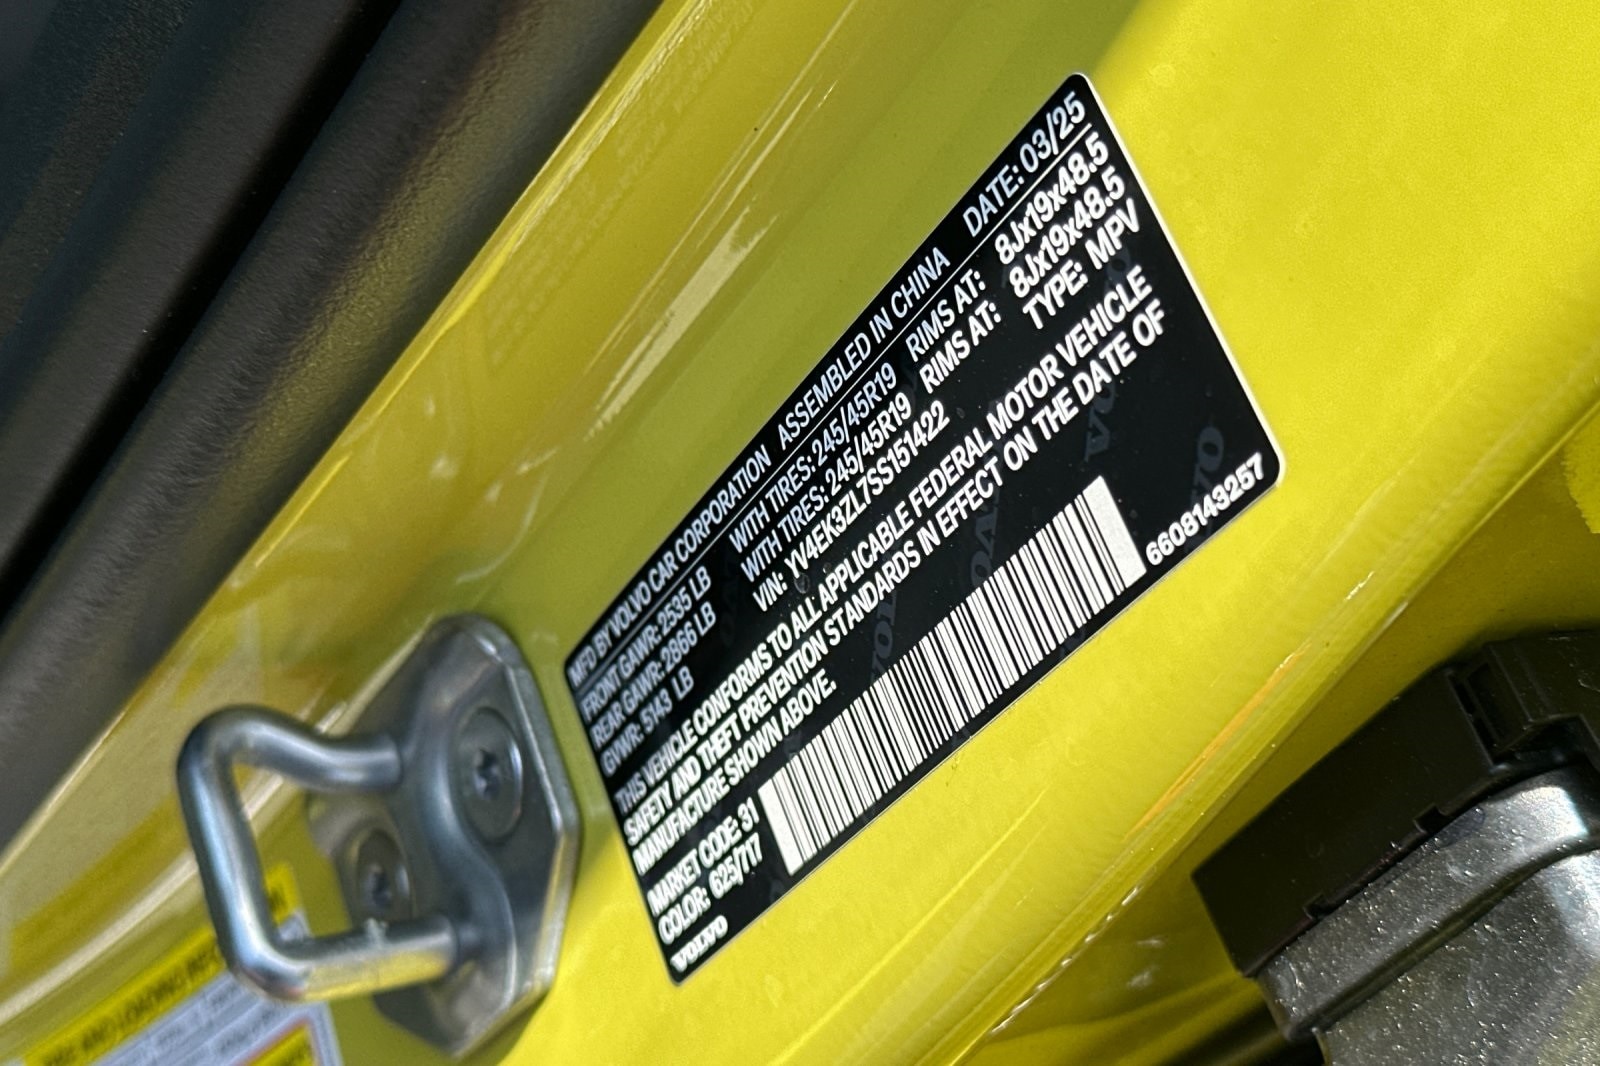 MFD BY VOLVO CAR CORPORATION ASSEMBLED IN CHINA DATE: 03/25
FRONT GAWR: 2535 LB WITH TIRES: 245/45R19 RIMS AT: 8Jx19x48.5
REAR GAWR: 2866 LB WITH TIRES: 245/45R19 RIMS AT: 8Jx19x48.5
GVWR: 5143 LB VIN: YV4EK3ZL7SS151422 TYPE: MPV
THIS VEHICLE CONFORMS TO ALL APPLICABLE FEDERAL MOTOR VEHICLE
SAFETY AND THEFT PREVENTION STANDARDS IN EFFECT ON THE DATE OF
MANUFACTURE SHOWN ABOVE.
MARKET CODE: 31
COLOR: 625/717
VOLVO
6608143257
AND LOADING